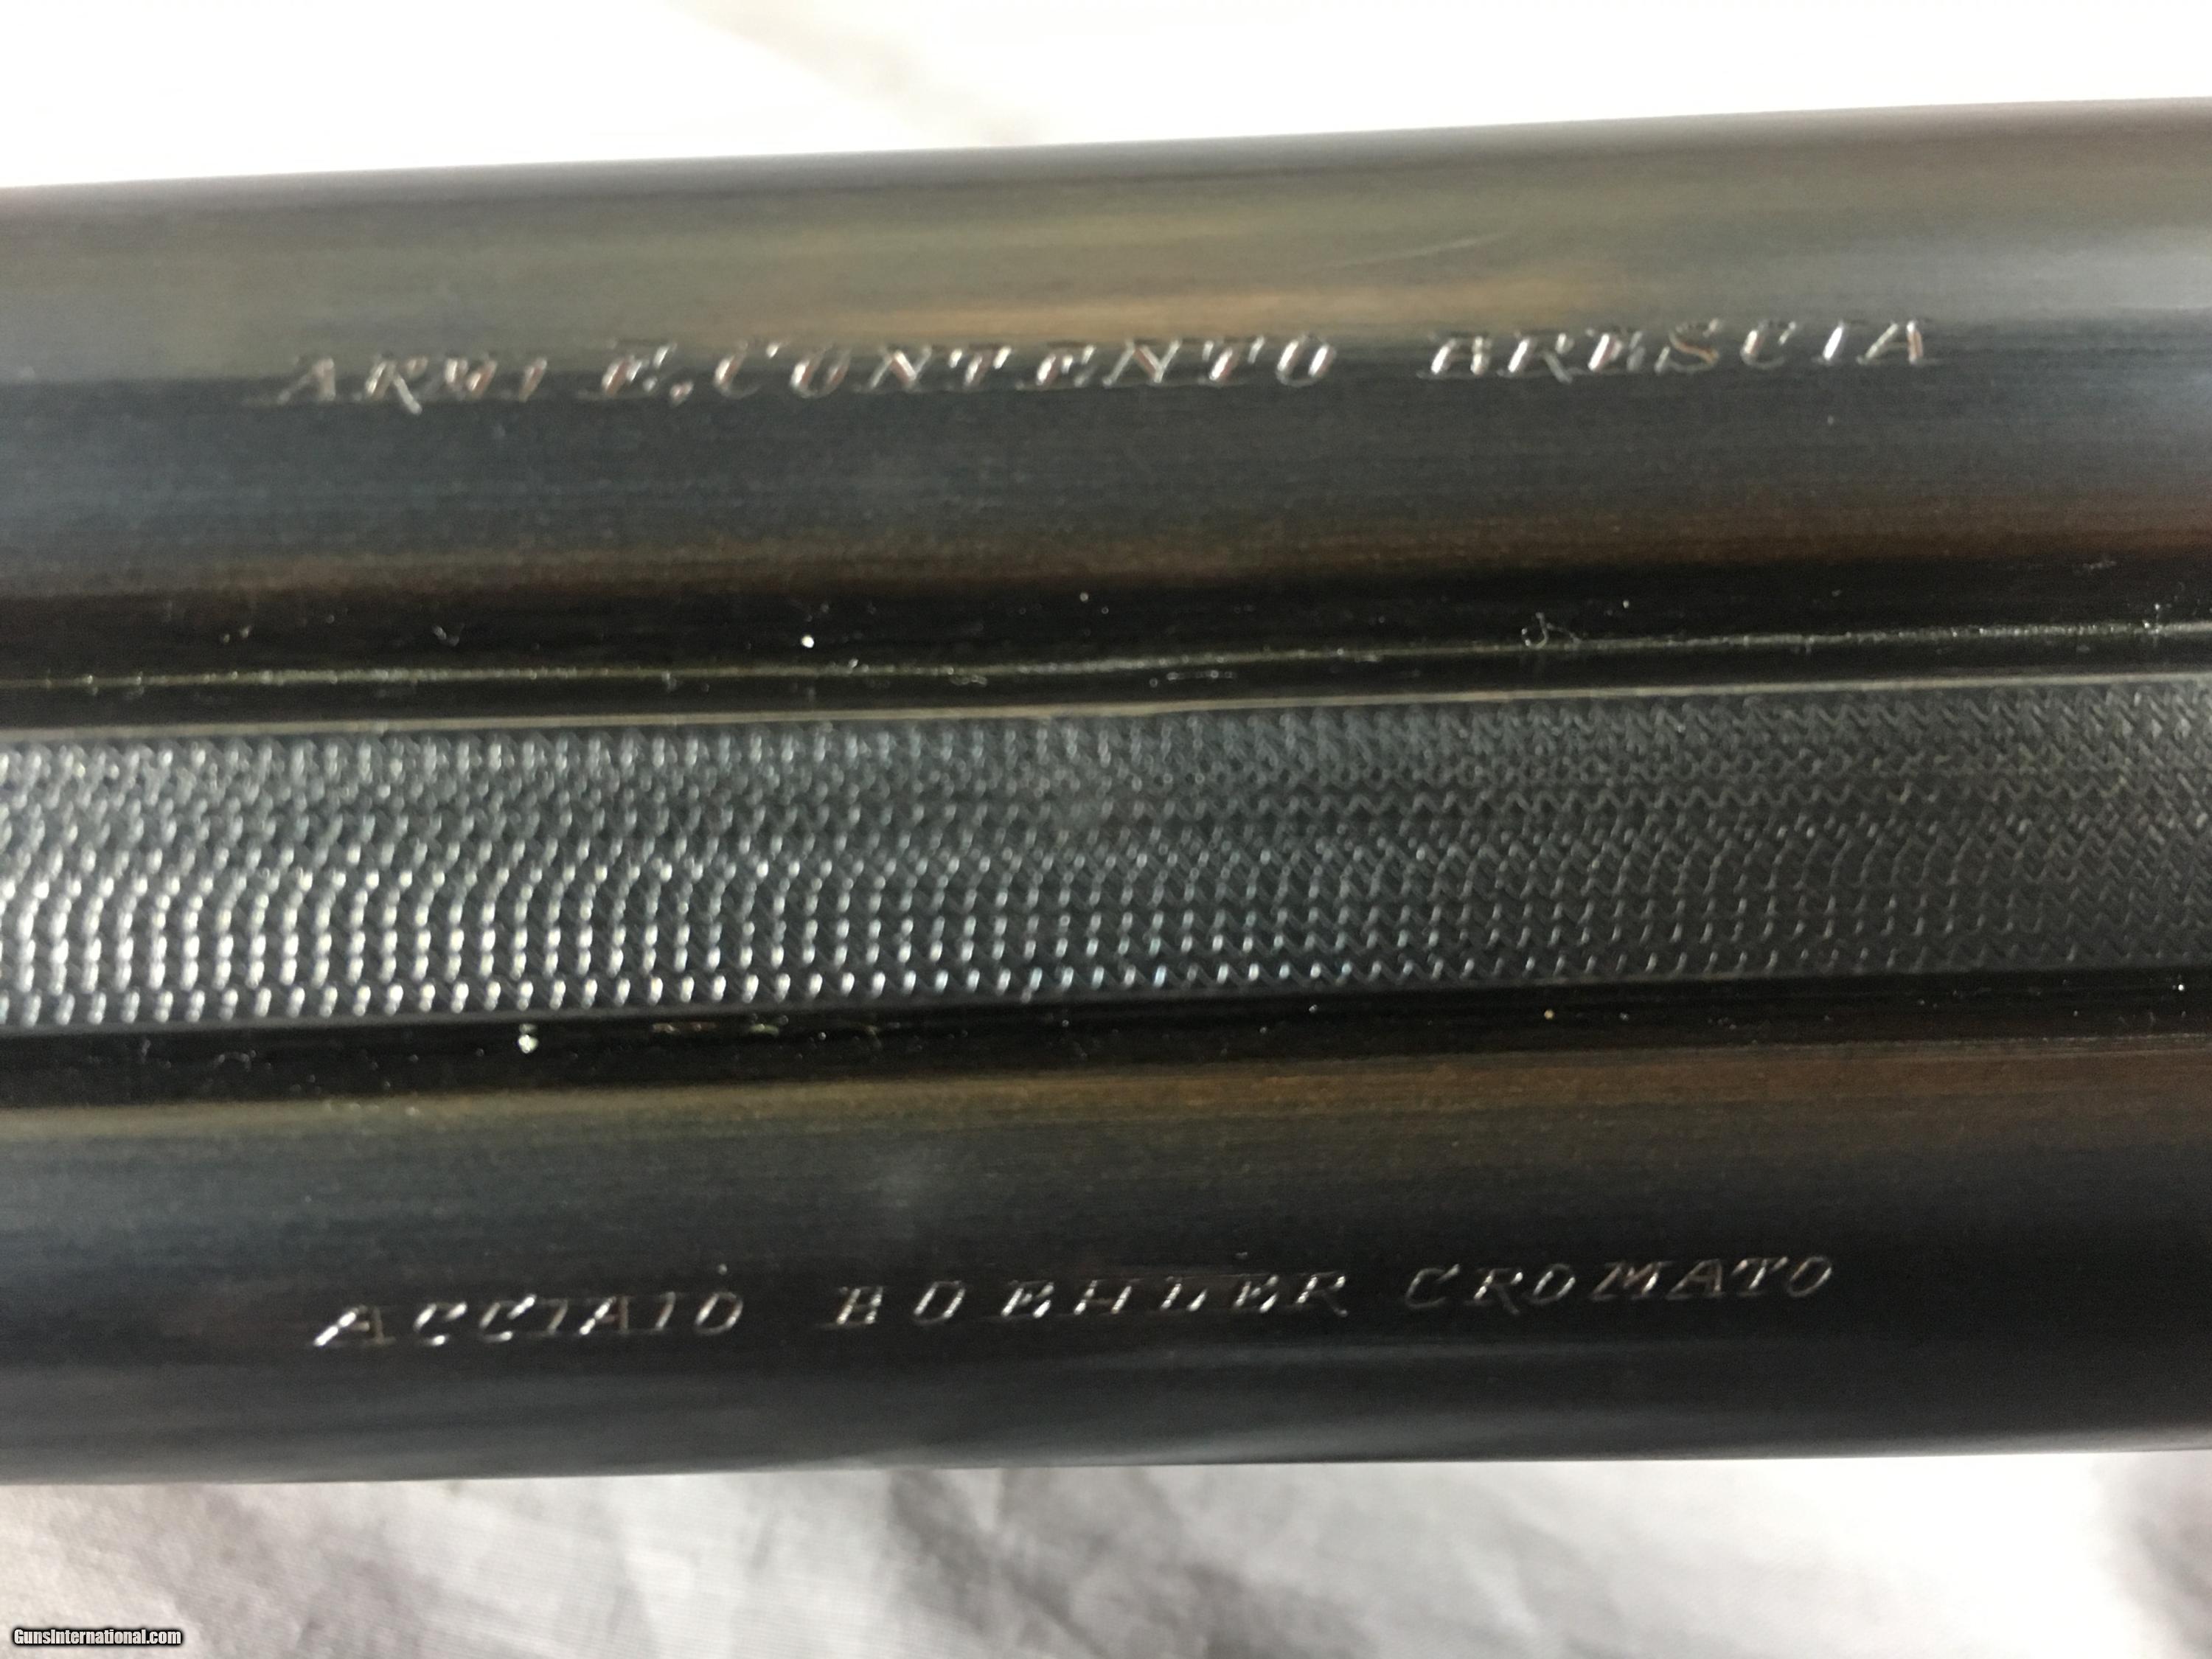 ARMI E. CONTENTO BRESCIA
ACCIAIO BOEHLER CROMATO
GunsInternational.com